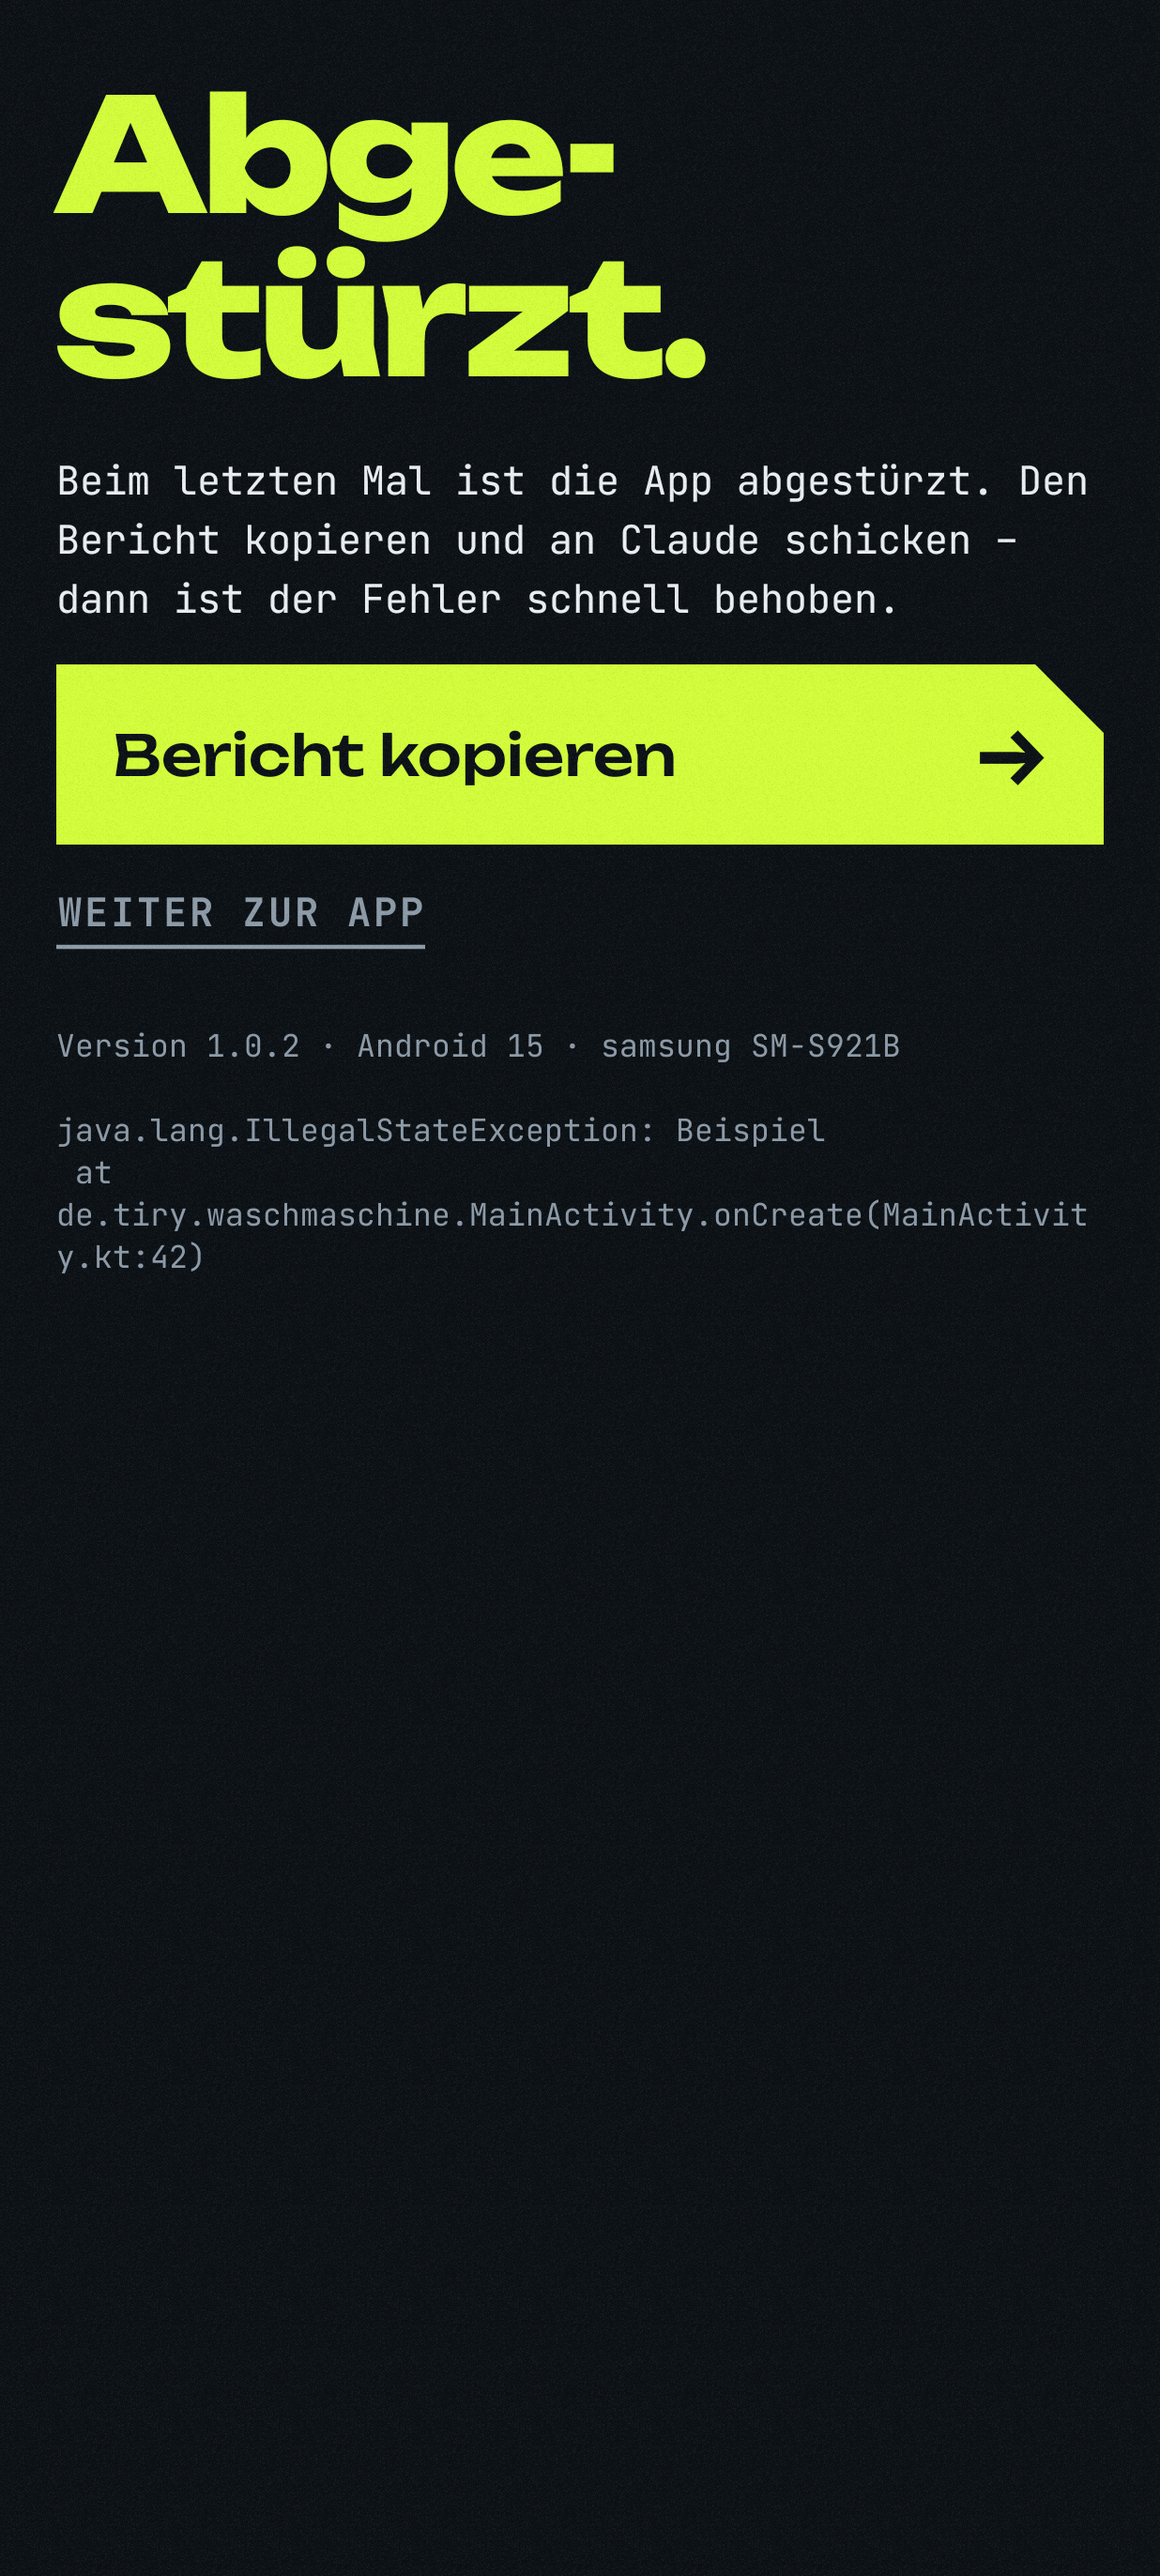 Abge-
stürzt.
Beim letzten Mal ist die App abgestürzt. Den
Bericht kopieren und an Claude schicken –
dann ist der Fehler schnell behoben.
Bericht kopieren →
WEITER ZUR APP
Version 1.0.2 · Android 15 · samsung SM-S921B
java.lang.IllegalStateException: Beispiel
at
de.tiry.waschmaschine.MainActivity.onCreate(MainActivit
y.kt:42)